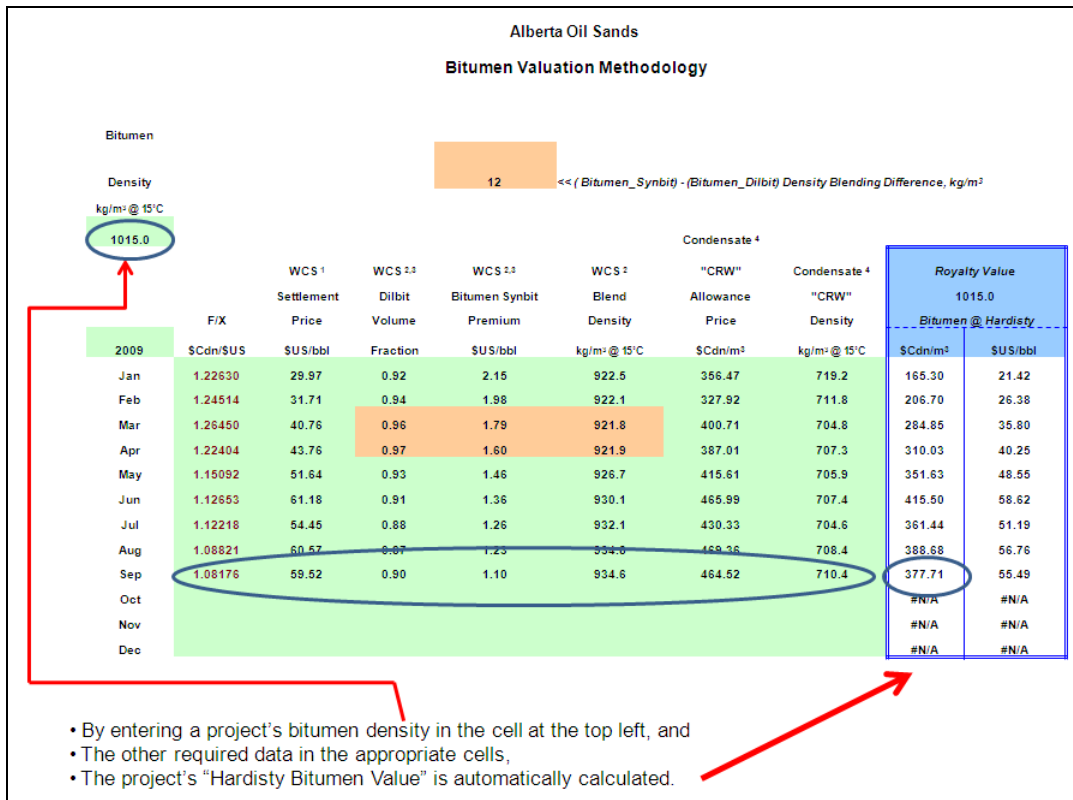 Alberta Oil Sands
Bitumen Valuation Methodology
Bitumen
Density
12 << ( Bitumen_Synbit) - (Bitumen_Dilbit) Density Blending Difference, kg/m³
kg/m³ @ 15°C
1015.0 Condensate ⁴
WCS ¹ WCS ²,³ WCS ²,³ WCS ² "CRW" Condensate ⁴ Royalty Value
Settlement Dilbit Bitumen Synbit Blend Allowance "CRW" 1015.0
F/X Price Volume Premium Density Price Density Bitumen @ Hardisty
2009 $Cdn/$US $US/bbl Fraction $US/bbl kg/m³ @ 15°C $Cdn/m³ kg/m³ @ 15°C $Cdn/m³ $US/bbl
Jan 1.22630 29.97 0.92 2.15 922.5 356.47 719.2 165.30 21.42
Feb 1.24514 31.71 0.94 1.98 922.1 327.92 711.8 206.70 26.38
Mar 1.26450 40.76 0.96 1.79 921.8 400.71 704.8 284.85 35.80
Apr 1.22404 43.76 0.97 1.60 921.9 387.01 707.3 310.03 40.25
May 1.15092 51.64 0.93 1.46 926.7 415.61 705.9 351.63 48.55
Jun 1.12653 61.18 0.91 1.36 930.1 465.99 707.4 415.50 58.62
Jul 1.12218 54.45 0.88 1.26 932.1 430.33 704.6 361.44 51.19
Aug 1.08821 60.57 0.87 1.23 469.36 708.4 388.68 56.76
Sep 1.08176 59.52 0.90 1.10 934.6 464.52 710.4 377.71 55.49
Oct #N/A #N/A
Nov #N/A #N/A
Dec #N/A #N/A
• By entering a project's bitumen density in the cell at the top left, and
• The other required data in the appropriate cells,
• The project's "Hardisty Bitumen Value" is automatically calculated.